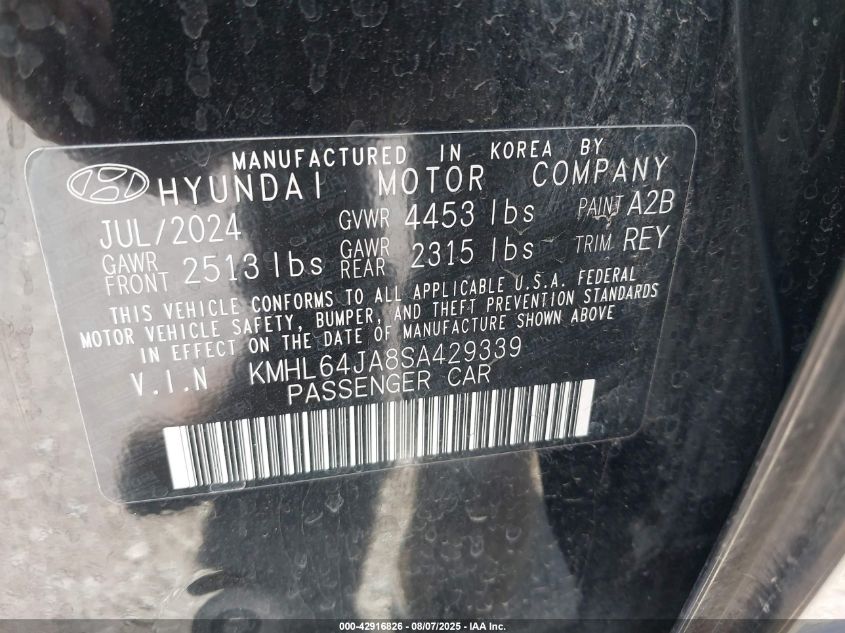 MANUFACTURED IN KOREA BY
HYUNDAI MOTOR COMPANY
JUL/2024 GVWR 4453 lbs PAINT A2B
GAWR FRONT 2513 lbs GAWR REAR 2315 lbs TRIM REY
THIS VEHICLE CONFORMS TO ALL APPLICABLE U.S.A. FEDERAL
MOTOR VEHICLE SAFETY, BUMPER, AND THEFT PREVENTION STANDARDS
IN EFFECT ON THE DATE OF MANUFACTURE SHOWN ABOVE
V.I.N KMHL64JA8SA429339
PASSENGER CAR
000-42916826 - 08/07/2025 - IAA Inc.